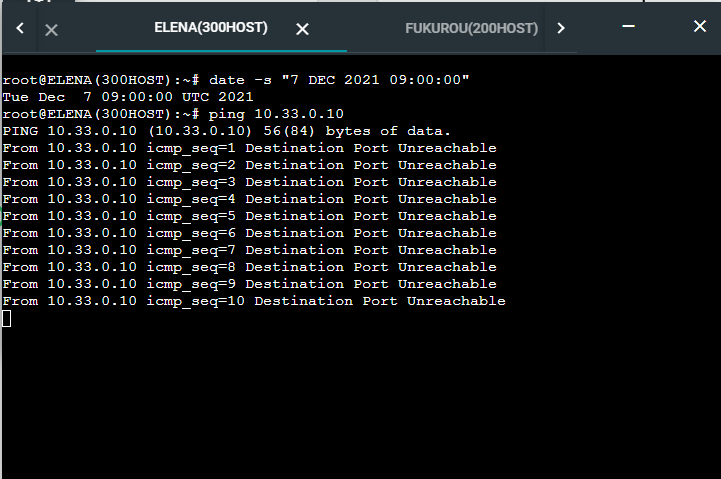 ELENA(300HOST) FUKUROU(200HOST)
root@ELENA(300HOST):~# date -s "7 DEC 2021 09:00:00"
Tue Dec  7 09:00:00 UTC 2021
root@ELENA(300HOST):~# ping 10.33.0.10
PING 10.33.0.10 (10.33.0.10) 56(84) bytes of data.
From 10.33.0.10 icmp_seq=1 Destination Port Unreachable
From 10.33.0.10 icmp_seq=2 Destination Port Unreachable
From 10.33.0.10 icmp_seq=3 Destination Port Unreachable
From 10.33.0.10 icmp_seq=4 Destination Port Unreachable
From 10.33.0.10 icmp_seq=5 Destination Port Unreachable
From 10.33.0.10 icmp_seq=6 Destination Port Unreachable
From 10.33.0.10 icmp_seq=7 Destination Port Unreachable
From 10.33.0.10 icmp_seq=8 Destination Port Unreachable
From 10.33.0.10 icmp_seq=9 Destination Port Unreachable
From 10.33.0.10 icmp_seq=10 Destination Port Unreachable